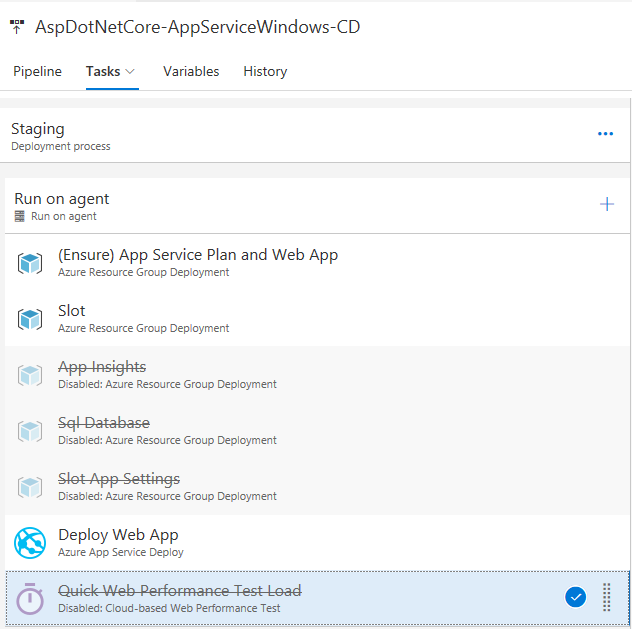 AspDotNetCore-AppServiceWindows-CD
Pipeline Tasks Variables History
Staging
Deployment process
Run on agent
Run on agent
(Ensure) App Service Plan and Web App
Azure Resource Group Deployment
Slot
Azure Resource Group Deployment
App Insights
Disabled: Azure Resource Group Deployment
Sql Database
Disabled: Azure Resource Group Deployment
Slot App Settings
Disabled: Azure Resource Group Deployment
Deploy Web App
Azure App Service Deploy
Quick Web Performance Test Load
Disabled: Cloud-based Web Performance Test